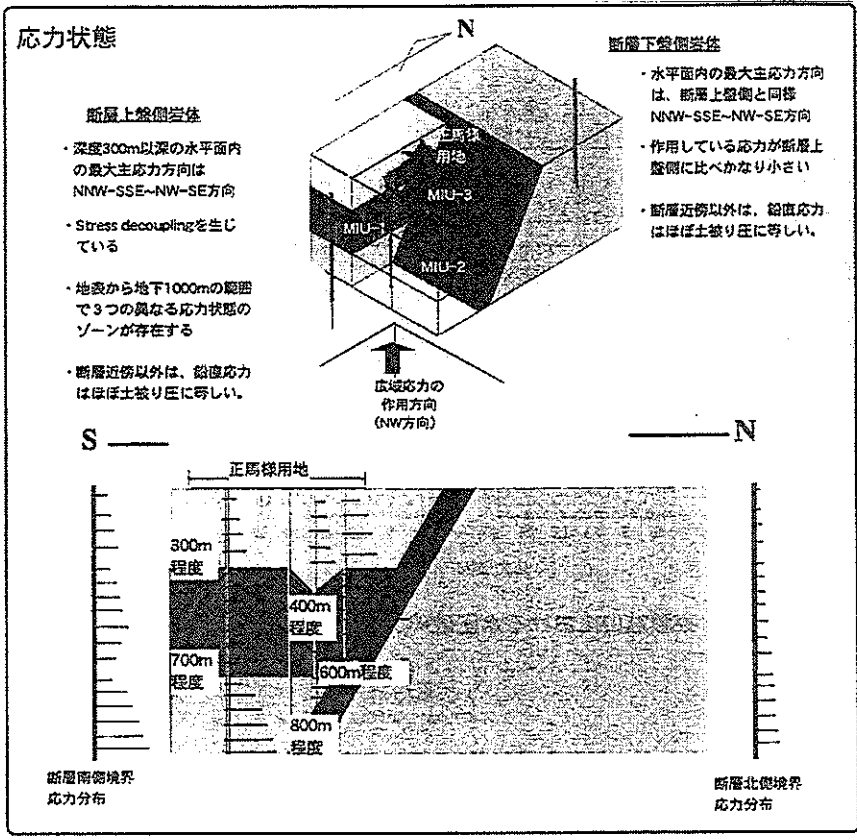 応力状態
N
断層上盤側岩体
・深度300m以深の水平面内
の最大主応力方向は
NNW-SSE~NW-SE方向
・Stress decouplingを生じ
ている
・地表から地下1000mの範囲
で3つの異なる応力状態の
ゾーンが存在する
・断層近傍以外は、鉛直応力
はほぼ土被り圧に等しい。
正馬様
用地
MIU-3
MIU-1
MIU-2
広域応力の
作用方向
(NW方向)
断層下盤側岩体
・水平面内の最大主応力方向
は、断層上盤側と同様
NNW-SSE~NW-SE方向
・作用している応力が断層上
盤側に比べかなり小さい
・断層近傍以外は、鉛直応力
はほぼ土被り圧に等しい。
S
N
正馬様用地
300m
程度
400m
程度
700m
程度
600m程度
800m
程度
断層南側境界
応力分布
断層北側境界
応力分布